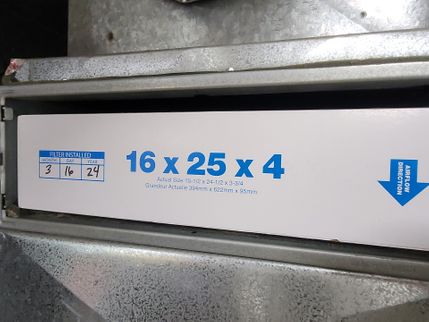 FILTER INSTALLED
MONTH DAY YEAR
3 16 24
16 x 25 x 4
Actual Size 15-1/2 x 24-1/2 x 3-3/4
Grandeur Actuelle 394mm x 622mm x 95mm
AIRFLOW
DIRECTION